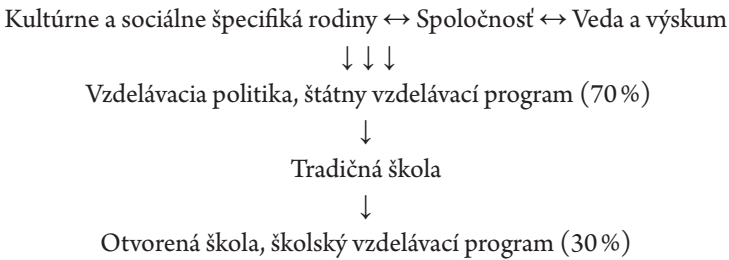 Kultúrne a sociálne špecifiká rodiny ↔ Spoločnosť ↔ Veda a výskum
↓ ↓ ↓
Vzdelávacia politika, štátny vzdelávací program (70 %)
↓
Tradičná škola
↓
Otvorená škola, školský vzdelávací program (30 %)